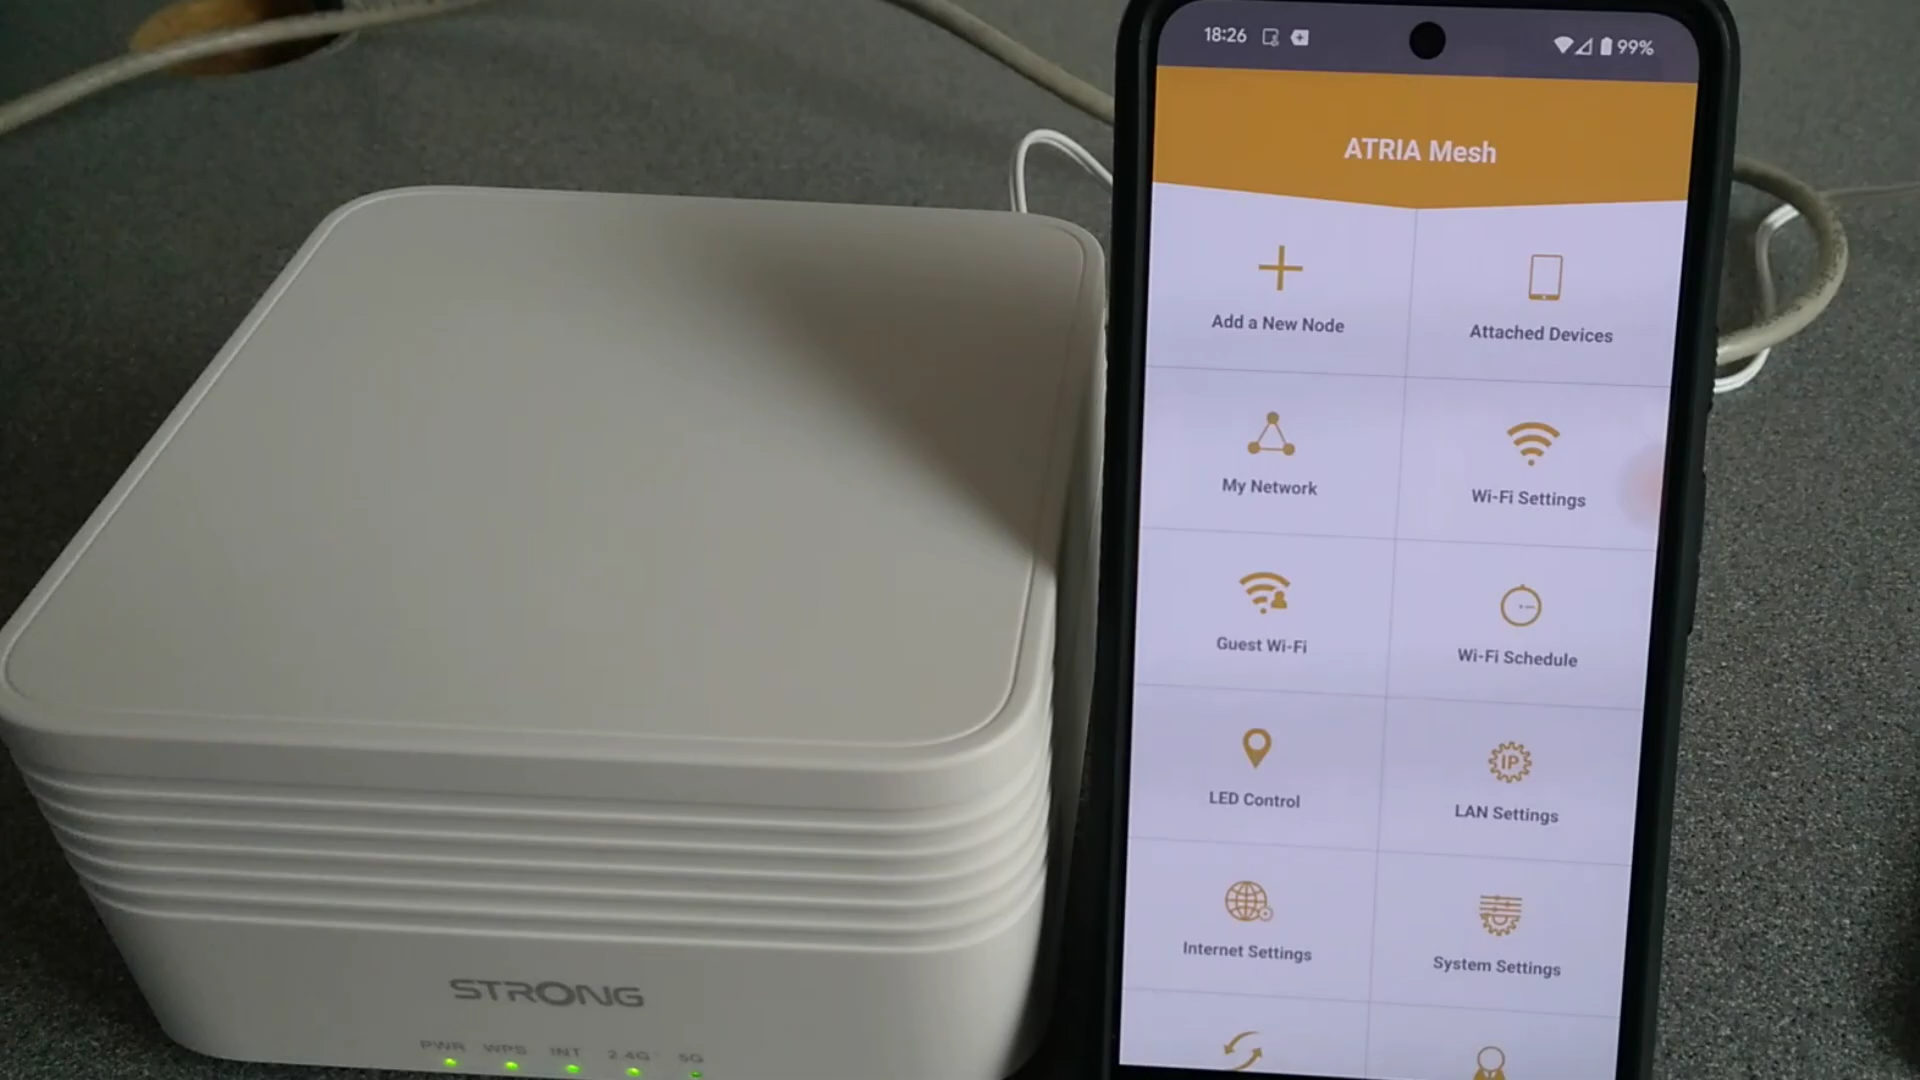 18:26
99%
ATRIA Mesh
Add a New Node
Attached Devices
My Network
Wi-Fi Settings
Guest Wi-Fi
Wi-Fi Schedule
LED Control
IP
LAN Settings
Internet Settings
System Settings
STRONG
PWR WPS INT 2.4G 5G